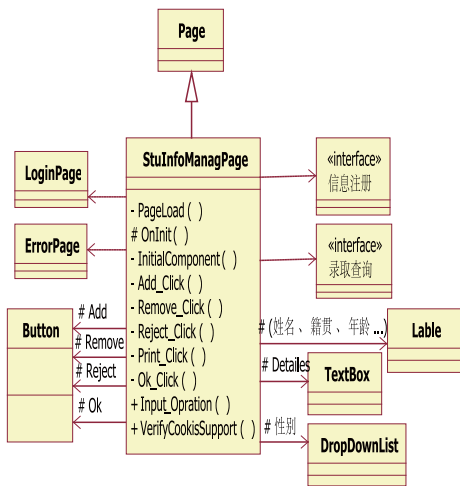 Page
StuInfoManagPage
- PageLoad( )
# OnInit( )
- InitialComponent( )
- Add_Click( )
- Remove_Click( )
- Reject_Click( )
- Print_Click( )
- Ok_Click( )
+ Input_Opration( )
+ VerifyCookisSupport( )
LoginPage
ErrorPage
Button
# Add
# Remove
# Reject
# Ok
«interface»
信息注册
«interface»
录取查询
# (姓名、籍贯、年龄 ...)
Lable
# Detailes
TextBox
# 性别
DropDownList